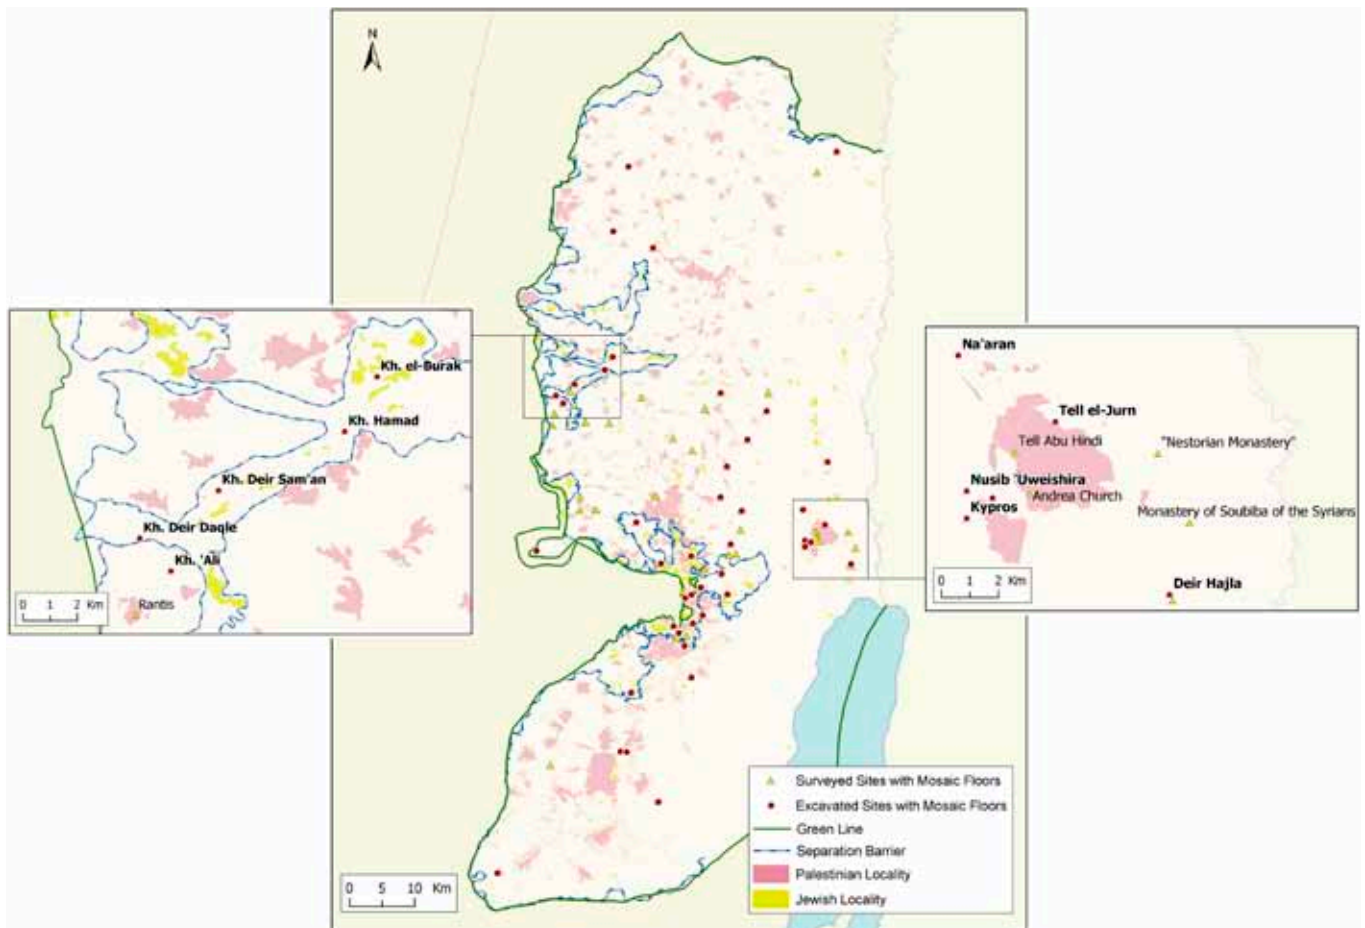 N
Kh. el-Burak
Kh. Hamad
Kh. Deir Sam'an
Kh. Deir Daqle
Kh. 'Ali
Rantis
0 1 2 Km
Na'aran
Tell el-Jurn
Tell Abu Hindi
"Nestorian Monastery"
Nusib 'Uweishira
Andrea Church
Kypros
Monastery of Soubiba of the Syrians
Deir Hajla
0 1 2 Km
Surveyed Sites with Mosaic Floors
Excavated Sites with Mosaic Floors
Green Line
Separation Barrier
Palestinian Locality
Jewish Locality
0 5 10 Km